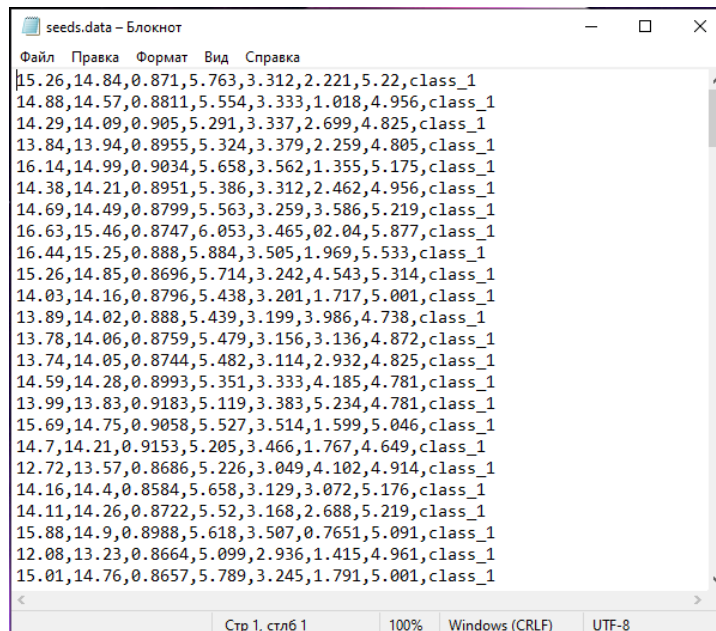 seeds.data – Блокнот
Файл Правка Формат Вид Справка
15.26,14.84,0.871,5.763,3.312,2.221,5.22,class_1
14.88,14.57,0.8811,5.554,3.333,1.018,4.956,class_1
14.29,14.09,0.905,5.291,3.337,2.699,4.825,class_1
13.84,13.94,0.8955,5.324,3.379,2.259,4.805,class_1
16.14,14.99,0.9034,5.658,3.562,1.355,5.175,class_1
14.38,14.21,0.8951,5.386,3.312,2.462,4.956,class_1
14.69,14.49,0.8799,5.563,3.259,3.586,5.219,class_1
16.63,15.46,0.8747,6.053,3.465,02.04,5.877,class_1
16.44,15.25,0.888,5.884,3.505,1.969,5.533,class_1
15.26,14.85,0.8696,5.714,3.242,4.543,5.314,class_1
14.03,14.16,0.8796,5.438,3.201,1.717,5.001,class_1
13.89,14.02,0.888,5.439,3.199,3.986,4.738,class_1
13.78,14.06,0.8759,5.479,3.156,3.136,4.872,class_1
13.74,14.05,0.8744,5.482,3.114,2.932,4.825,class_1
14.59,14.28,0.8993,5.351,3.333,4.185,4.781,class_1
13.99,13.83,0.9183,5.119,3.383,5.234,4.781,class_1
15.69,14.75,0.9058,5.527,3.514,1.599,5.046,class_1
14.7,14.21,0.9153,5.205,3.466,1.767,4.649,class_1
12.72,13.57,0.8686,5.226,3.049,4.102,4.914,class_1
14.16,14.4,0.8584,5.658,3.129,3.072,5.176,class_1
14.11,14.26,0.8722,5.52,3.168,2.688,5.219,class_1
15.88,14.9,0.8988,5.618,3.507,0.7651,5.091,class_1
12.08,13.23,0.8664,5.099,2.936,1.415,4.961,class_1
15.01,14.76,0.8657,5.789,3.245,1.791,5.001,class_1
Стр 1, стлб 1 100% Windows (CRLF) UTF-8